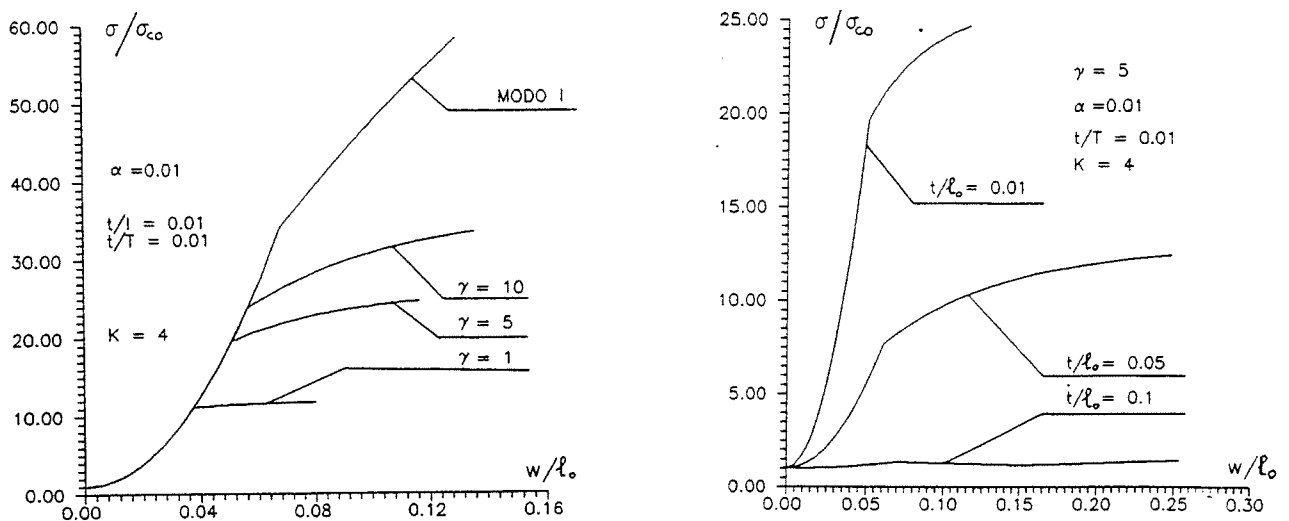 σ/σco
60.00
50.00
40.00
30.00
20.00
10.00
0.00
0.00
0.04
0.08
0.12
0.16
w/ℓo
MODO I
α =0.01
t/l = 0.01
t/T = 0.01
K = 4
γ = 10
γ = 5
γ = 1
σ/σco
25.00
20.00
15.00
10.00
5.00
0.00
0.00
0.05
0.10
0.15
0.20
0.25
0.30
w/ℓo
γ = 5
α =0.01
t/T = 0.01
K = 4
t/ℓo= 0.01
t/ℓo= 0.05
t/ℓo= 0.1